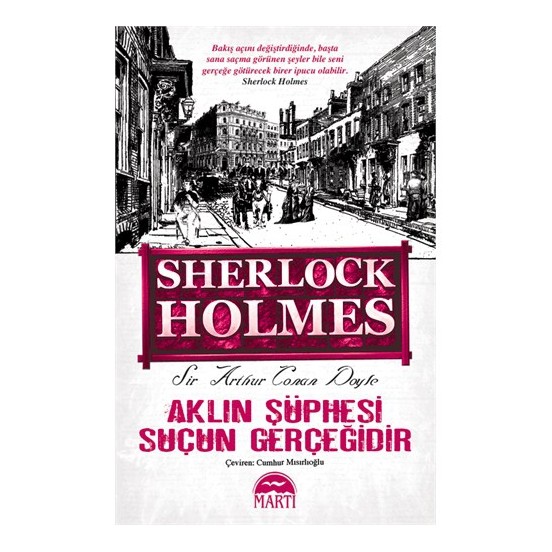 Bakış açını değiştirdiğinde, başta
sana saçma görünen şeyler bile seni
gerçeğe götürecek birer ipucu olabilir.
Sherlock Holmes
SHERLOCK
HOLMES
Sir Arthur Conan Doyle
AKLIN ŞÜPHESİ
SUÇUN GERÇEĞİDİR
Çeviren: Cumhur Mısırlıoğlu
MARTI